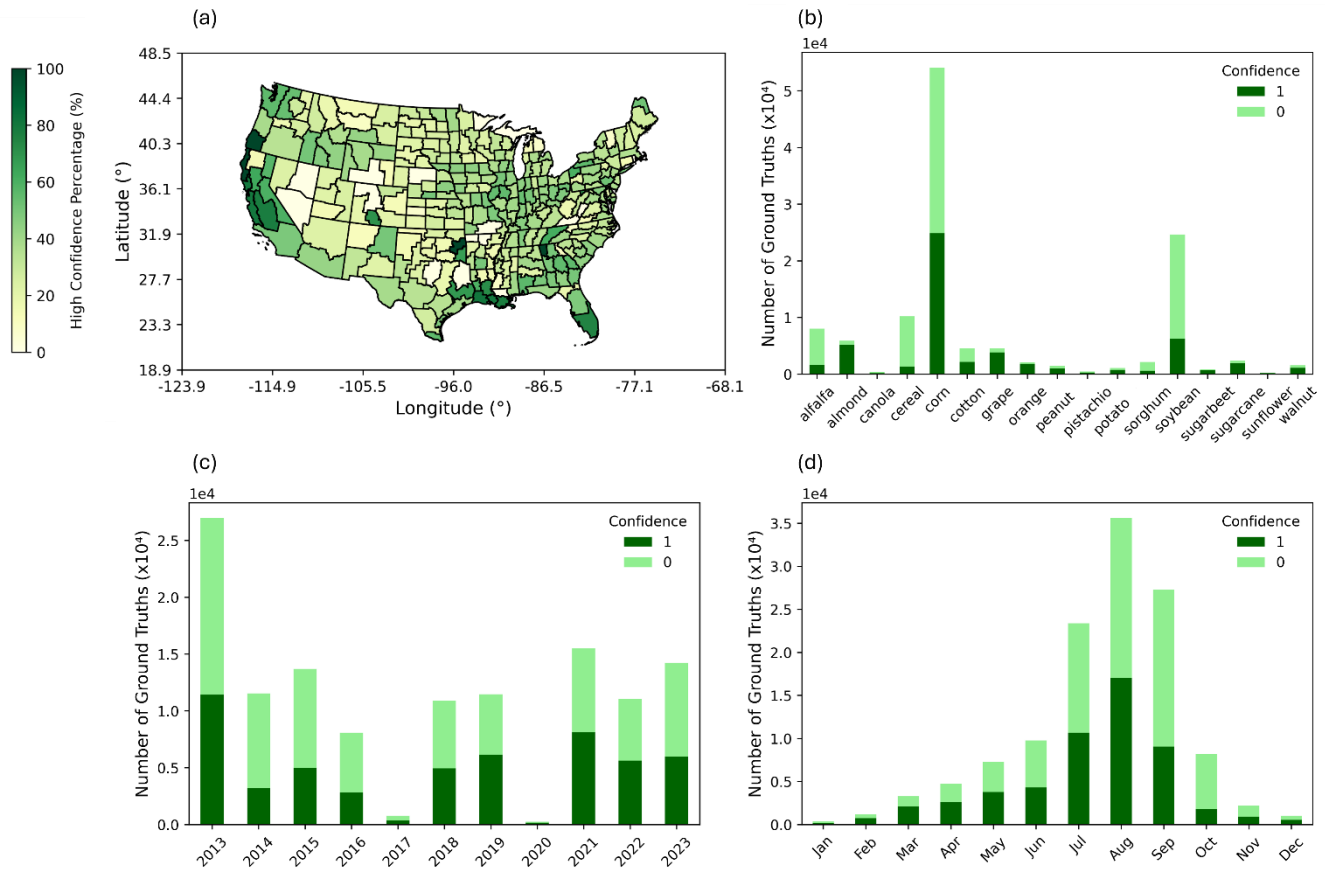 (a)
High Confidence Percentage (%)
100
80
60
40
20
0
Latitude (°)
48.5
44.4
40.3
36.1
31.9
27.7
23.3
18.9
-123.9 -114.9 -105.5 -96.0 -86.5 -77.1 -68.1
Longitude (°)
(b)
1e4
Number of Ground Truths (x10⁴)
5
4
3
2
1
0
Confidence
1
0
alfalfa almond canola cereal corn cotton grape orange peanut pistachio potato sorghum soybean sugarbeet sugarcane sunflower walnut
(c)
1e4
Number of Ground Truths (x10⁴)
2.5
2.0
1.5
1.0
0.5
0.0
Confidence
1
0
2013 2014 2015 2016 2017 2018 2019 2020 2021 2022 2023
(d)
1e4
Number of Ground Truths (x10⁴)
3.5
3.0
2.5
2.0
1.5
1.0
0.5
0.0
Confidence
1
0
Jan Feb Mar Apr May Jun Jul Aug Sep Oct Nov Dec